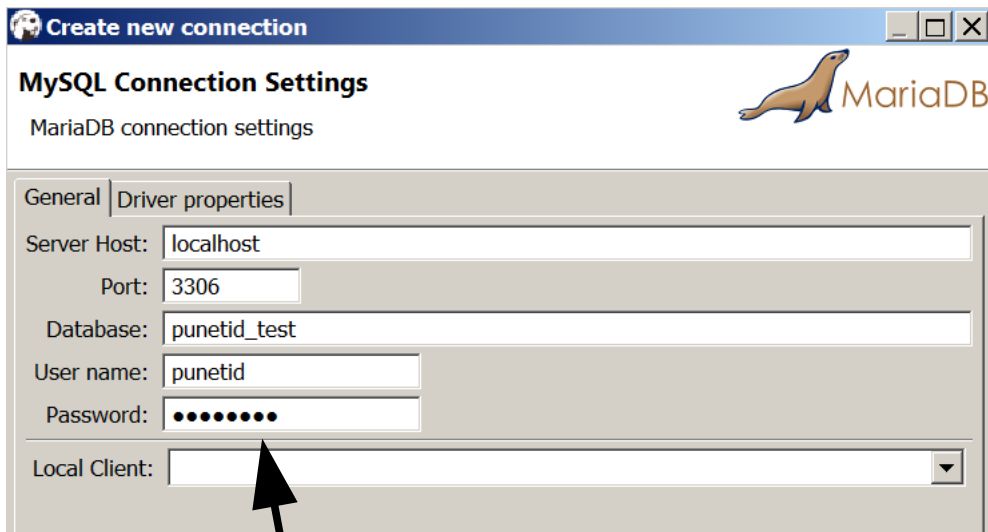 Create new connection
MySQL Connection Settings
MariaDB
MariaDB connection settings
General Driver properties
Server Host: localhost
Port: 3306
Database: punetid_test
User name: punetid
Password: ●●●●●●●●
Local Client: